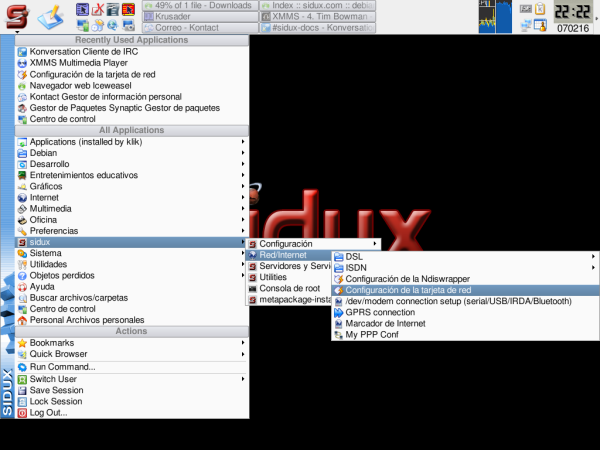 49% of 1 file - Downloads
Index :: sidux.com :: debia
Krusader
XMMS - 4. Tim Bowman
Correo - Kontact
#sidux-docs - Konversatio
22:22
070216
Recently Used Applications
Konversation Cliente de IRC
XMMS Multimedia Player
Configuración de la tarjeta de red
Navegador web Iceweasel
Kontact Gestor de información personal
Gestor de Paquetes Synaptic Gestor de paquetes
Centro de control
All Applications
Applications (installed by klik)
Debian
Desarrollo
Entretenimientos educativos
Gráficos
Internet
Multimedia
Oficina
Preferencias
sidux
Sistema
Utilidades
Objetos perdidos
Ayuda
Buscar archivos/carpetas
Centro de control
Personal Archivos personales
Actions
Bookmarks
Quick Browser
Run Command...
Switch User
Save Session
Lock Session
Log Out...
SIDUX
Configuración
Red/Internet
Servidores y Servi
Utilities
Consola de root
metapackage-insta
DSL
ISDN
Configuración de la Ndiswrapper
Configuración de la tarjeta de red
/dev/modem connection setup (serial/USB/IRDA/Bluetooth)
GPRS connection
Marcador de Internet
My PPP Conf
sidux